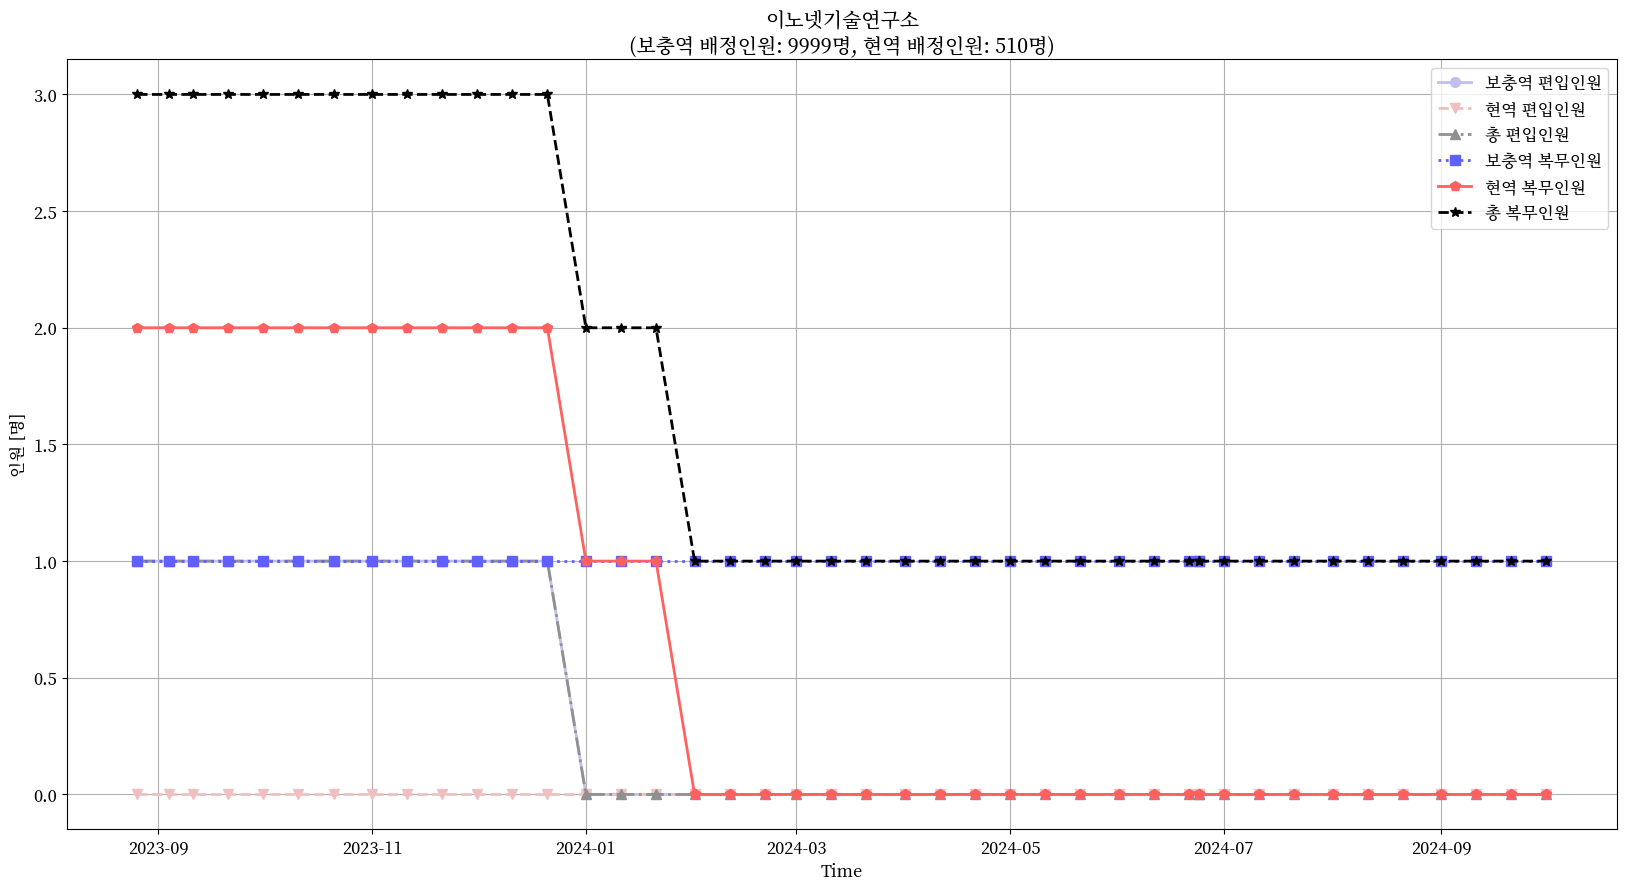 이노넷기술연구소
(보충역 배정인원: 9999명, 현역 배정인원: 510명)
보충역 편입인원
현역 편입인원
총 편입인원
보충역 복무인원
현역 복무인원
총 복무인원
인원 [명]
3.0
2.5
2.0
1.5
1.0
0.5
0.0
2023-09
2023-11
2024-01
2024-03
2024-05
2024-07
2024-09
Time